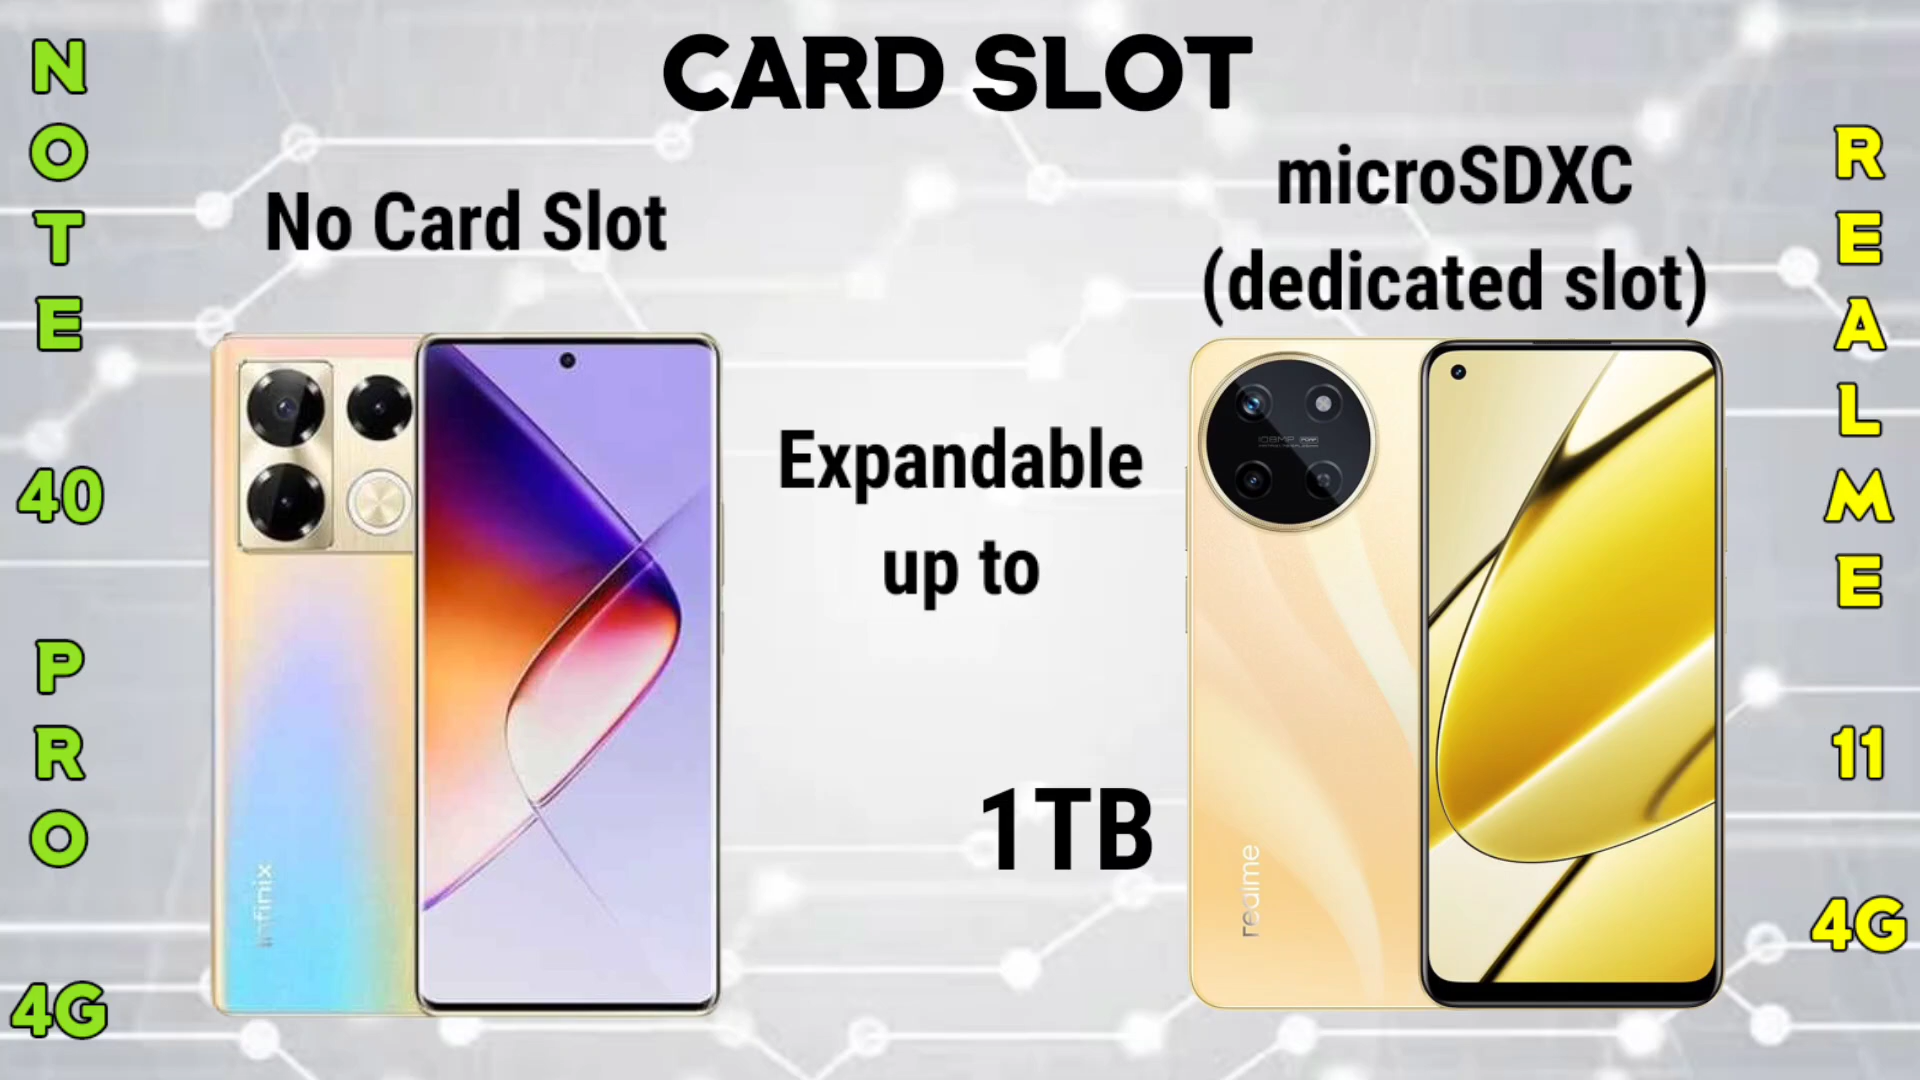 CARD SLOT
NOTE 40 PRO 4G
No Card Slot
infinix
Expandable
up to
1TB
microSDXC
(dedicated slot)
108MP
realme
REALME 11 4G